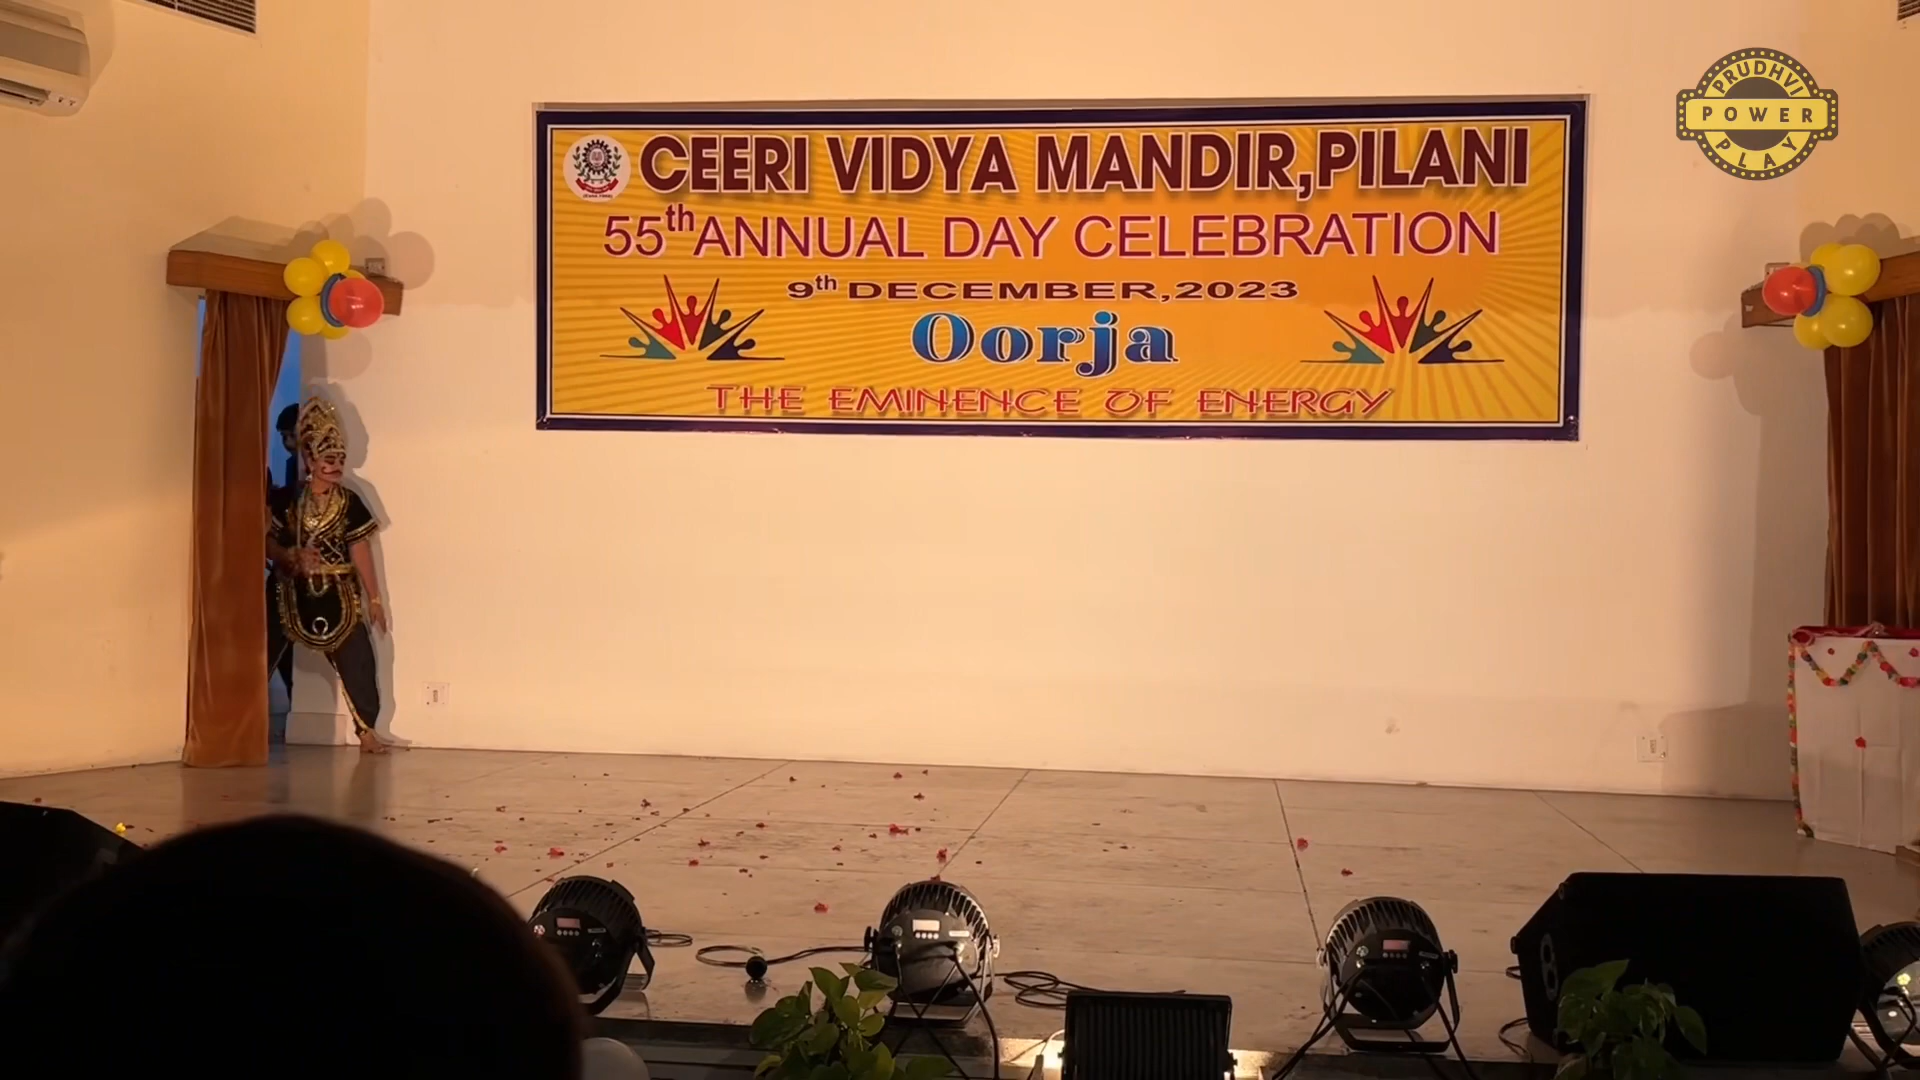 CEERI VIDYA MANDIR,PILANI
55th ANNUAL DAY CELEBRATION
9th DECEMBER,2023
Oorja
THE EMINENCE OF ENERGY
PRUDHVI
POWER
PLAY